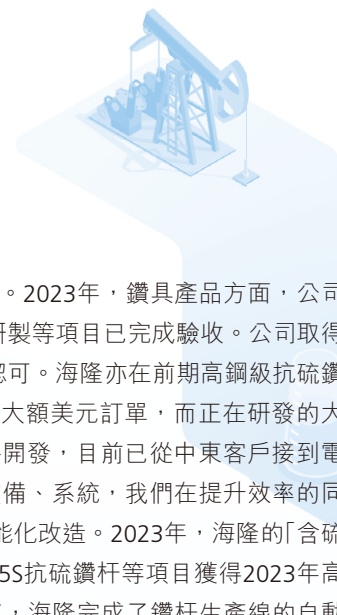 。2023年，鑽具產品方面，公司
研製等項目已完成驗收。公司取得
認可。海隆亦在前期高鋼級抗硫鑽
大額美元訂單，而正在研發的大
開發，目前已從中東客戶接到電
備、系統，我們在提升效率的同
能化改造。2023年，海隆的「含硫
5S抗硫鑽杆等項目獲得2023年高
，海隆完成了鑽杆生產線的自動